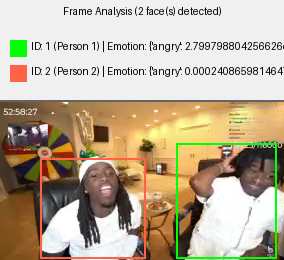 Frame Analysis (2 face(s) detected)
ID: 1 (Person 1) | Emotion: {'angry': 2.799798804256626
ID: 2 (Person 2) | Emotion: {'angry': 0.000240865981464
52:58:27